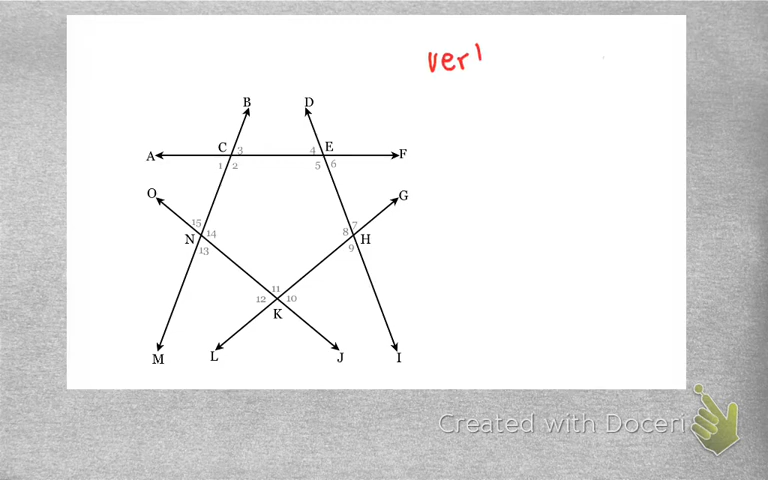 ver
B D
C 3 4 E
A F
1 2 5 6
O G
15 7
N 14 8 H
13 9
11
12 10
K
M L J I
Created with Doceri